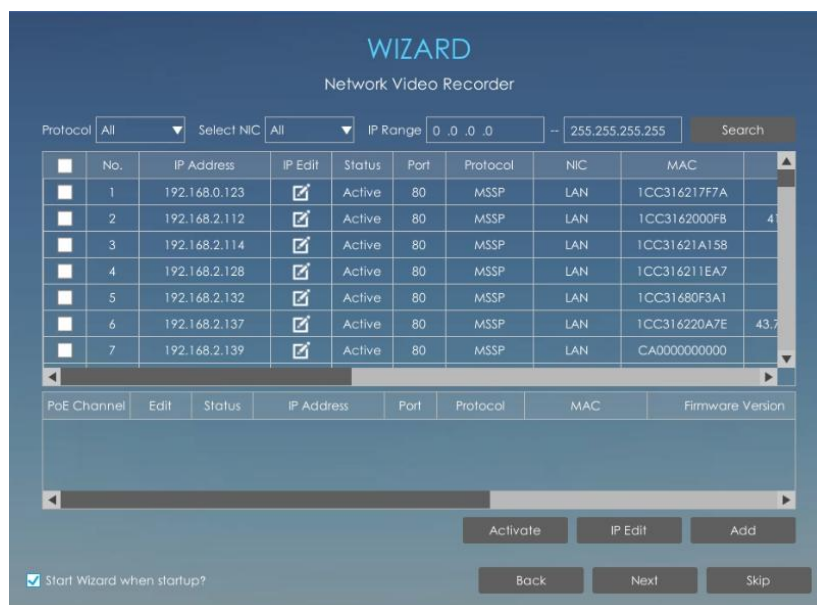 WIZARD
Network Video Recorder
Protocol All Select NIC All IP Range 0 .0 .0 .0 -- 255.255.255.255 Search
No. IP Address IP Edit Status Port Protocol NIC MAC
1 192.168.0.123 Active 80 MSSP LAN 1CC316217F7A
2 192.168.2.112 Active 80 MSSP LAN 1CC3162000FB 41
3 192.168.2.114 Active 80 MSSP LAN 1CC31621A158
4 192.168.2.128 Active 80 MSSP LAN 1CC316211EA7
5 192.168.2.132 Active 80 MSSP LAN 1CC31680F3A1
6 192.168.2.137 Active 80 MSSP LAN 1CC316220A7E 43.7
7 192.168.2.139 Active 80 MSSP LAN CA0000000000
PoE Channel Edit Status IP Address Port Protocol MAC Firmware Version
Activate IP Edit Add
Start Wizard when startup? Back Next Skip